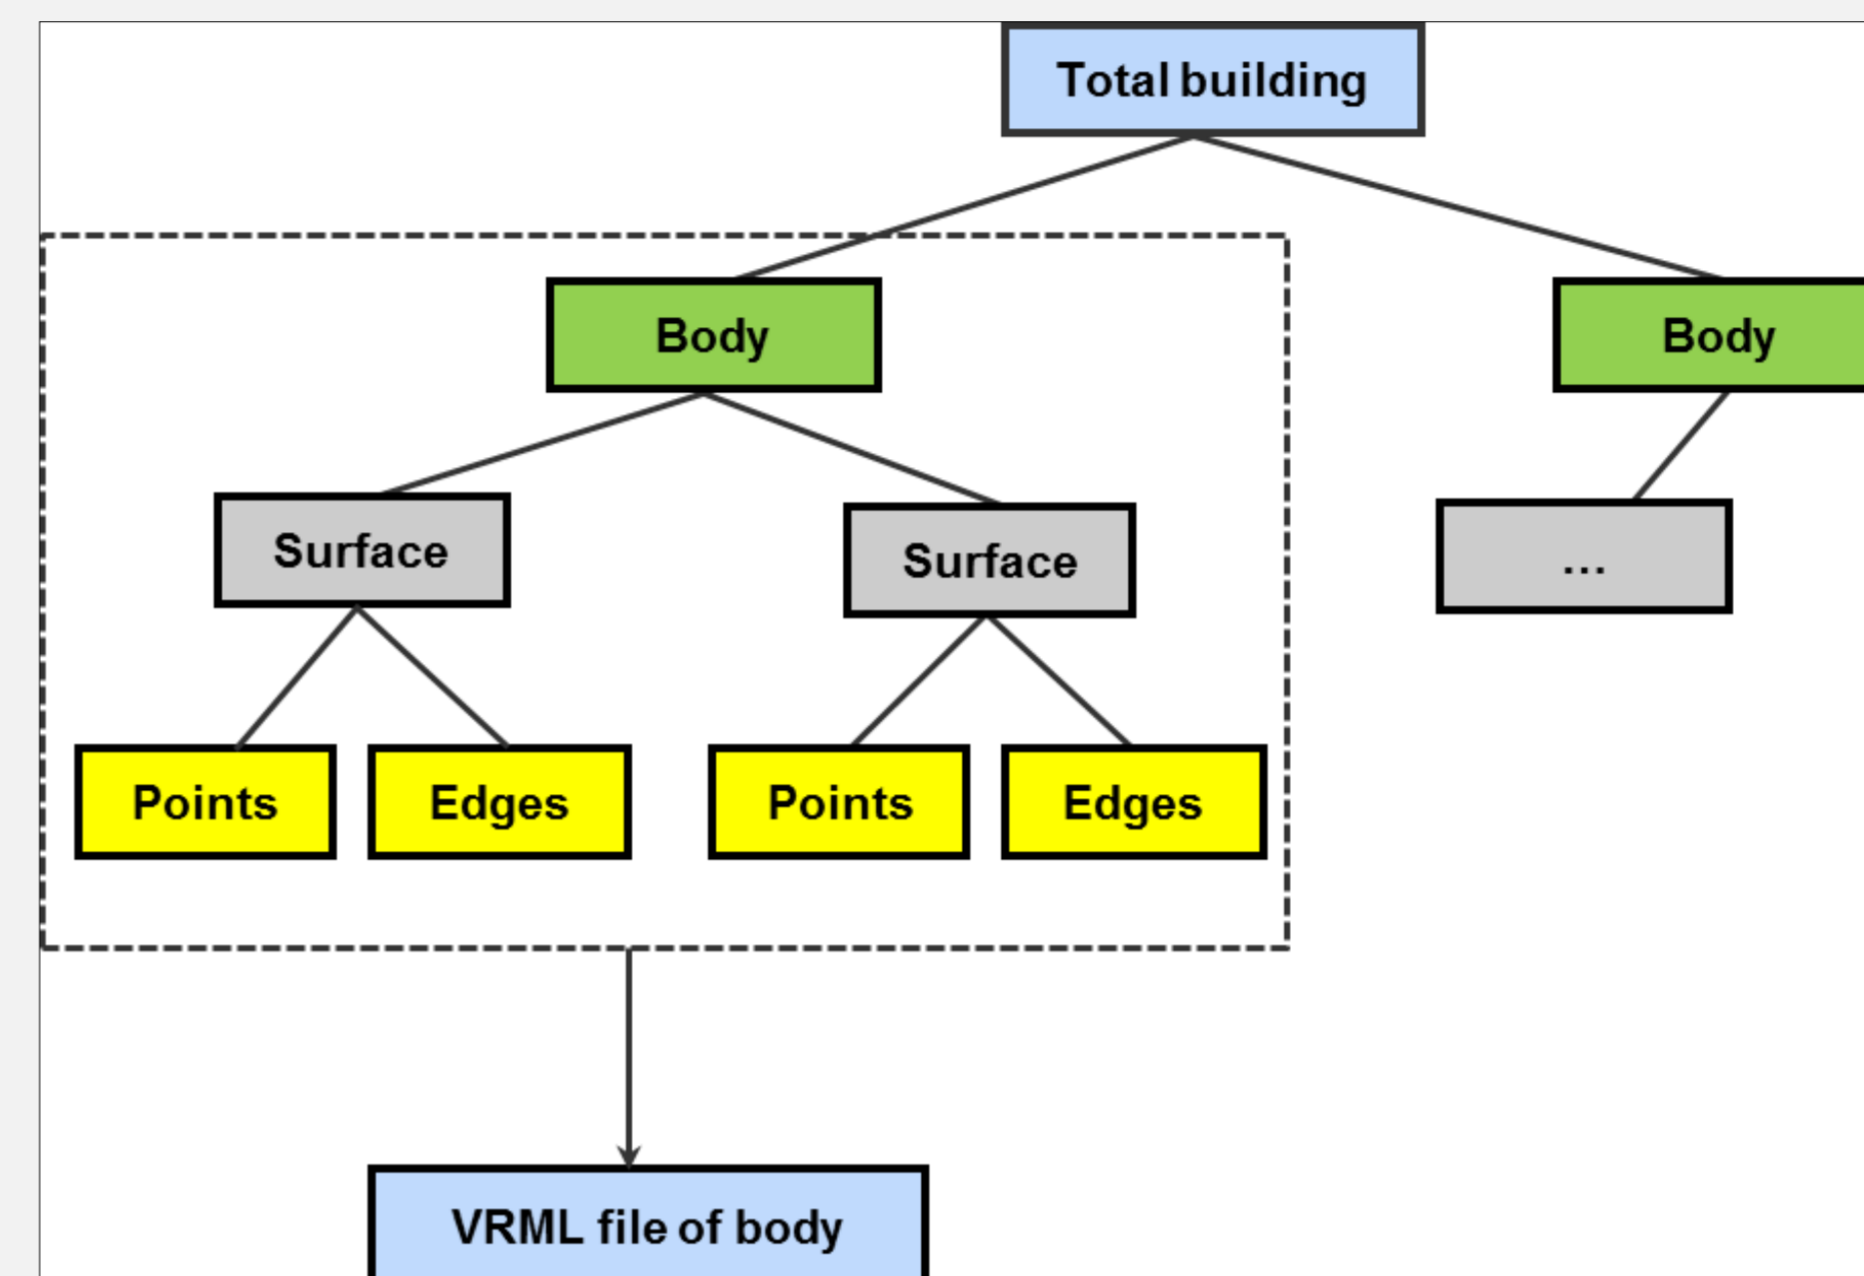 Total building
Body
Body
Surface
Surface
...
Points
Edges
Points
Edges
VRML file of body